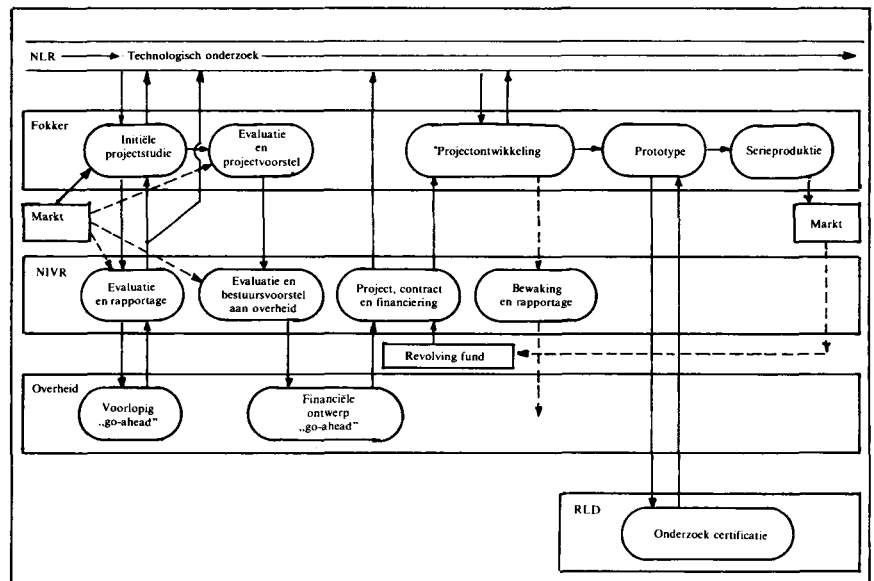 NLR
Technologisch onderzoek
Fokker
Initiële
projectstudie
Evaluatie
en
projectvoorstel
"Projectontwikkeling
Prototype
Serieproduktie
Markt
Markt
NIVR
Evaluatie
en rapportage
Evaluatie en
bestuursvoorstel
aan overheid
Project, contract
en financiering
Bewaking
en rapportage
Revolving fund
Overheid
Voorlopig
„go-ahead”
Financiële
ontwerp
„go-ahead”
RLD
Onderzoek certificatie